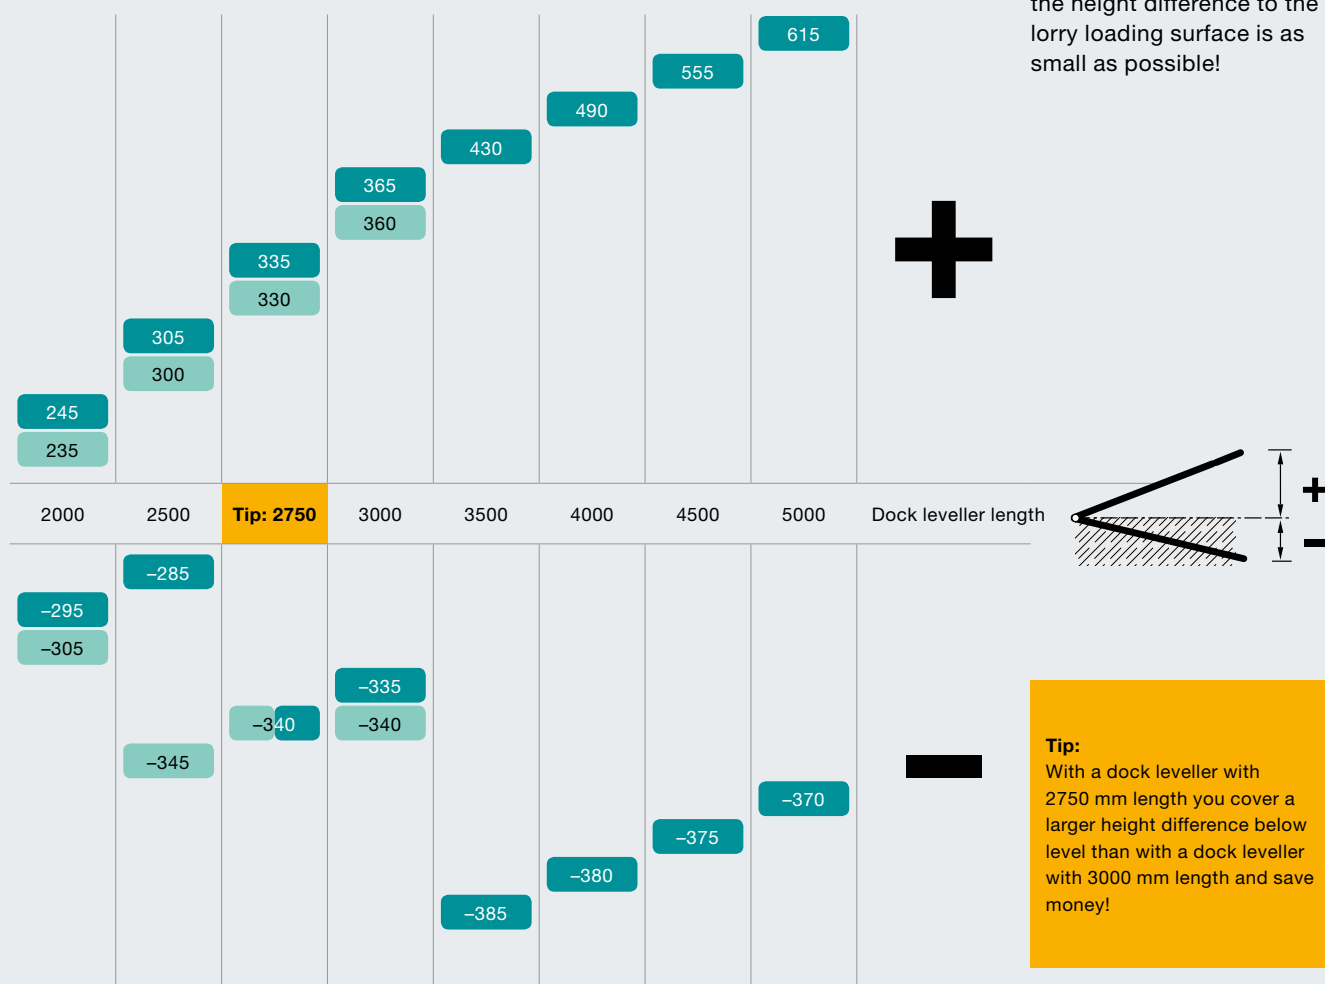 the height difference to the
lorry loading surface is as
small as possible!
615
555
490
430
365
360
335
330
305
300
245
235
+
2000 2500 Tip: 2750 3000 3500 4000 4500 5000 Dock leveller length
+
–
–285
–295
–305
–335
–340 –340
–345
–
–370
–375
–380
–385
Tip:
With a dock leveller with
2750 mm length you cover a
larger height difference below
level than with a dock leveller
with 3000 mm length and save
money!